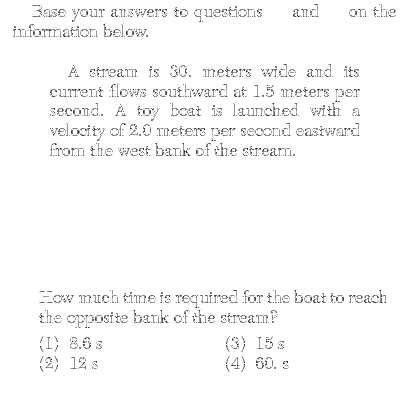 Base your answers to questions and on the
information below.
A stream is 30. meters wide and its
current flows southward at 1.5 meters per
second. A toy boat is launched with a
velocity of 2.0 meters per second eastward
from the west bank of the stream.
How much time is required for the boat to reach
the opposite bank of the stream?
(1) 8.6 s (3) 15 s
(2) 12 s (4) 60. s